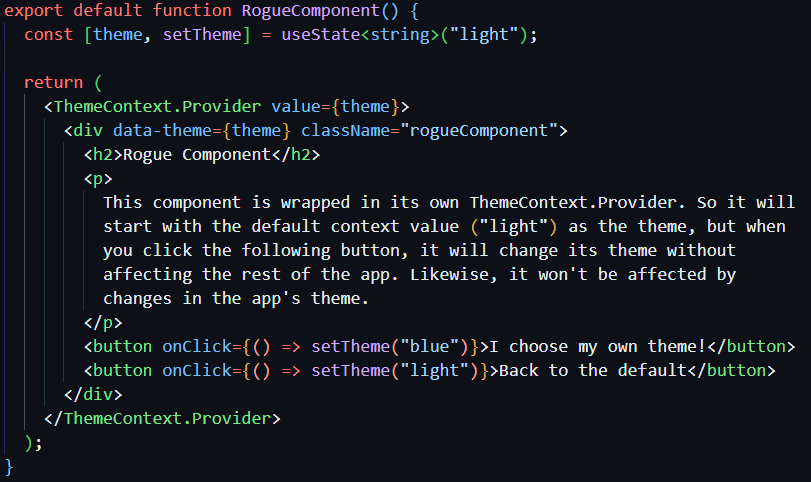 export default function RogueComponent() {
  const [theme, setTheme] = useState<string>("light");

  return (
    <ThemeContext.Provider value={theme}>
      <div data-theme={theme} className="rogueComponent">
        <h2>Rogue Component</h2>
        <p>
          This component is wrapped in its own ThemeContext.Provider. So it will
          start with the default context value ("light") as the theme, but when
          you click the following button, it will change its theme without
          affecting the rest of the app. Likewise, it won't be affected by
          changes in the app's theme.
        </p>
        <button onClick={() => setTheme("blue")}>I choose my own theme!</button>
        <button onClick={() => setTheme("light")}>Back to the default</button>
      </div>
    </ThemeContext.Provider>
  );
}